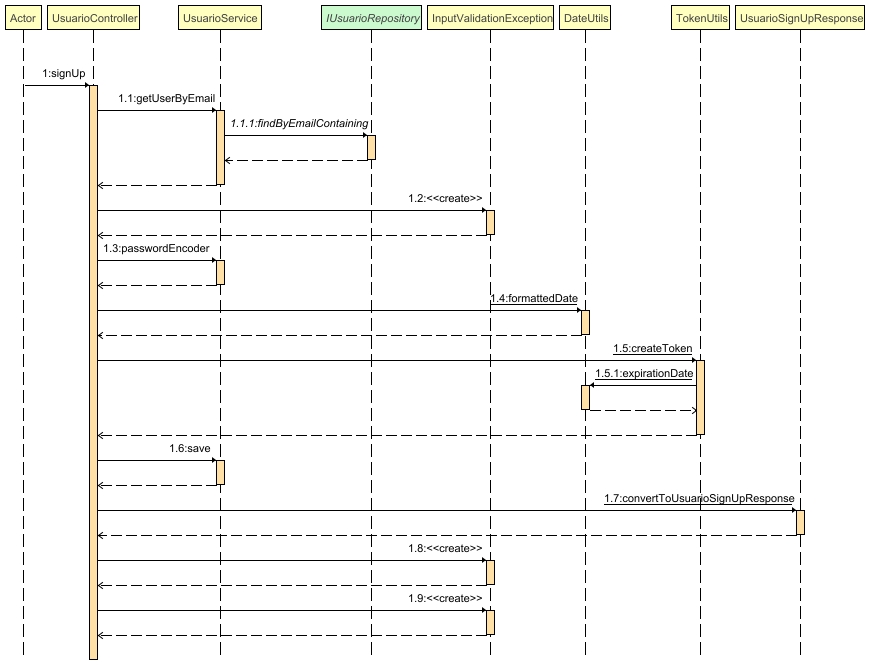 Actor
UsuarioController
UsuarioService
IUsuarioRepository
InputValidationException
DateUtils
TokenUtils
UsuarioSignUpResponse
1:signUp
1.1:getUserByEmail
1.1.1:findByEmailContaining
1.2:<<create>>
1.3:passwordEncoder
1.4:formattedDate
1.5:createToken
1.5.1:expirationDate
1.6:save
1.7:convertToUsuarioSignUpResponse
1.8:<<create>>
1.9:<<create>>